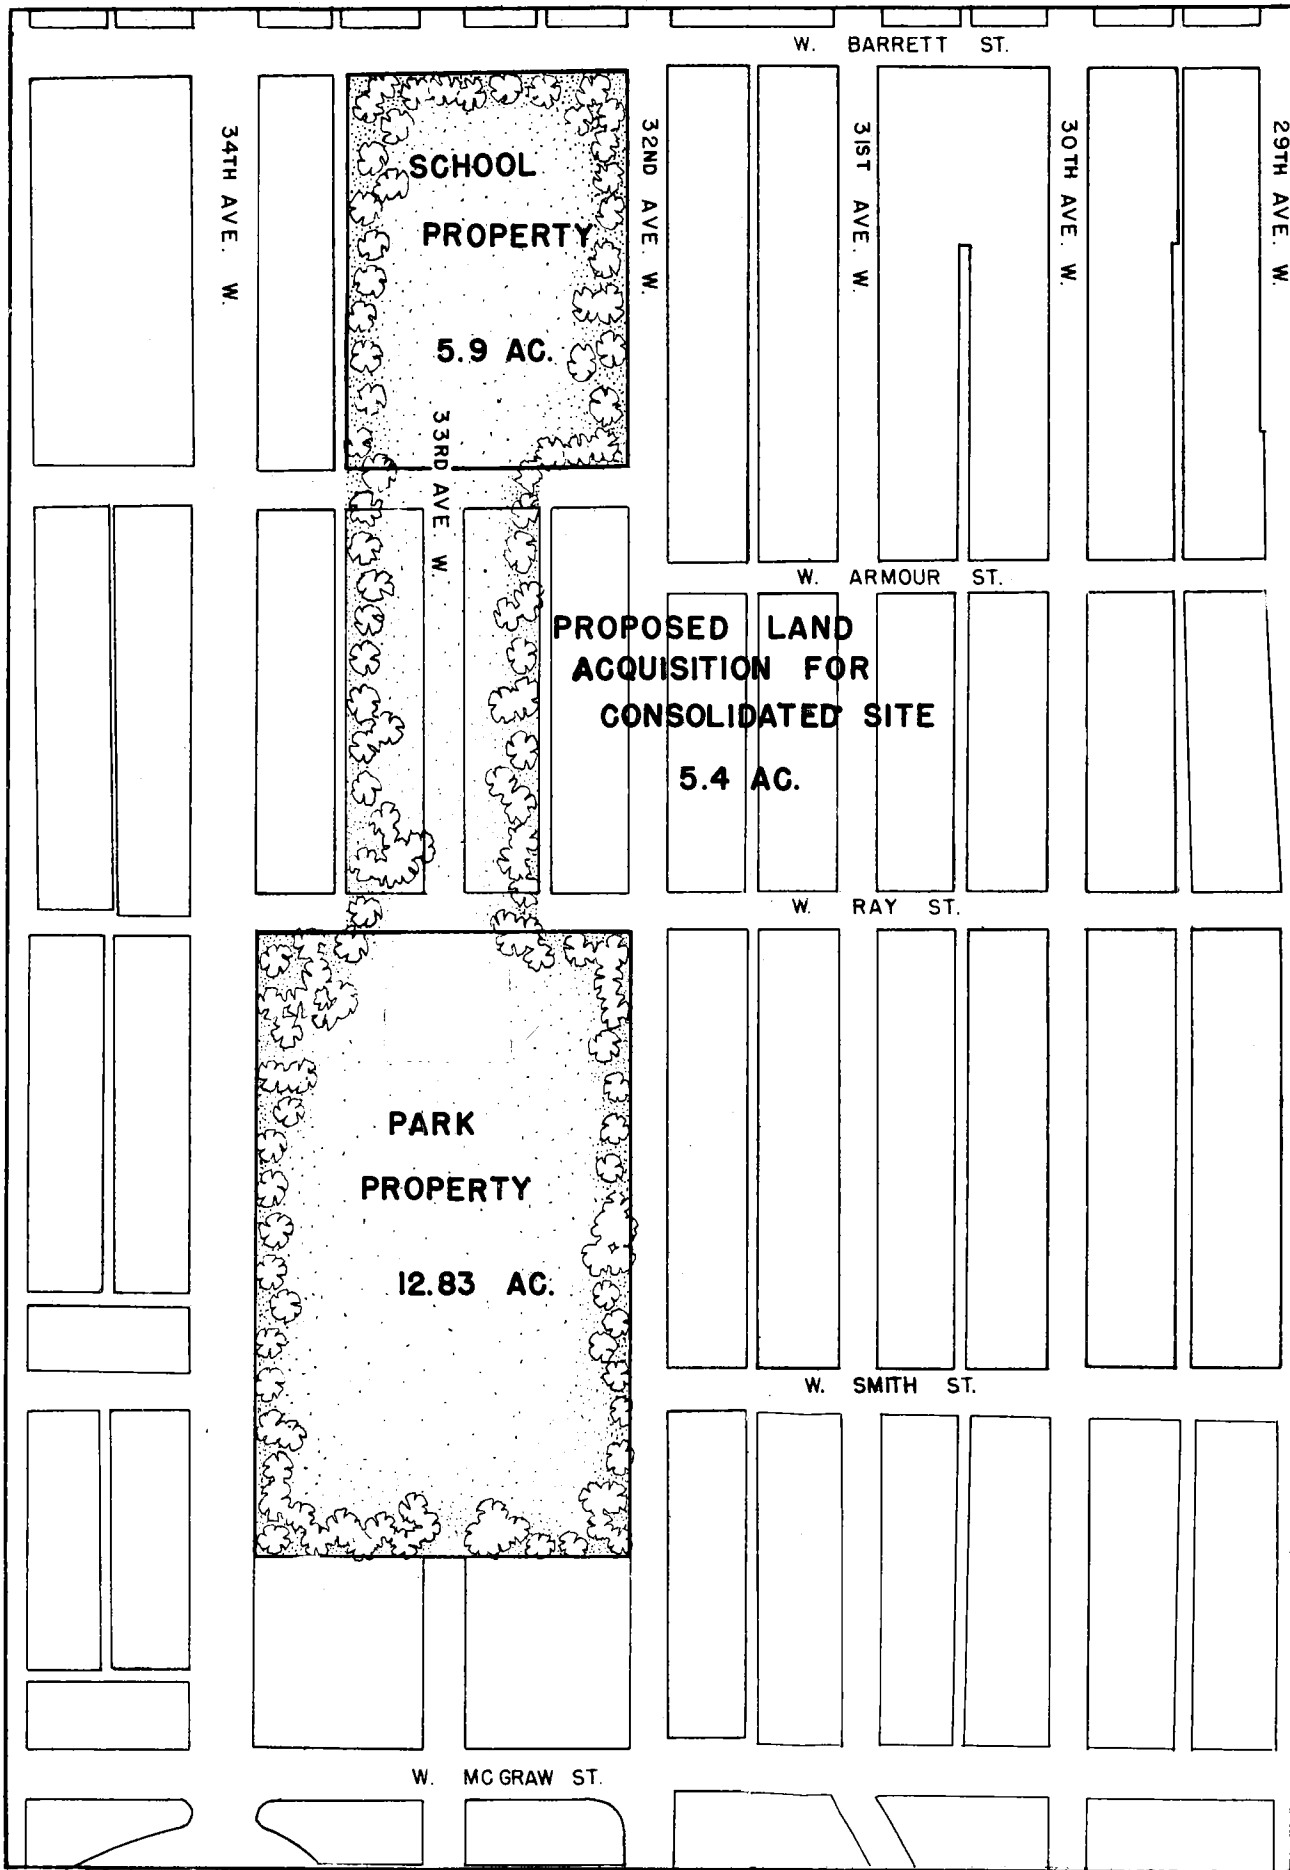 W. BARRETT ST.
34TH AVE. W.
SCHOOL
PROPERTY
5.9 AC.
33RD AVE. W.
32ND AVE. W.
31ST AVE. W.
30TH AVE. W.
29TH AVE. W.
W. ARMOUR ST.
PROPOSED LAND
ACQUISITION FOR
CONSOLIDATED SITE
5.4 AC.
W. RAY ST.
PARK
PROPERTY
12.83 AC.
W. SMITH ST.
W. MCGRAW ST.